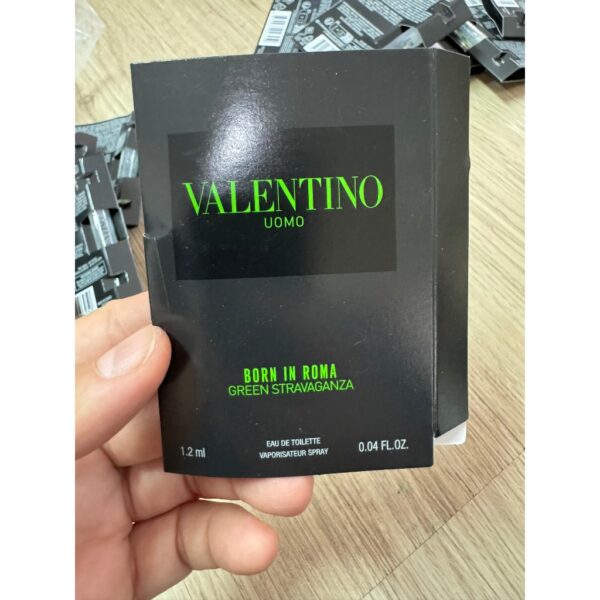 VALENTINO
UOMO
BORN IN ROMA
GREEN STRAVAGANZA
1.2 ml
EAU DE TOILETTE
VAPORISATEUR SPRAY
0.04 FL.OZ.